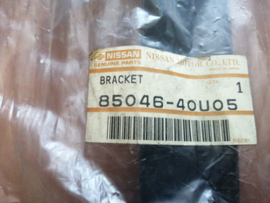 NISSAN NISSAN MOTOR CO., LTD.
GENUINE PARTS
BRACKET 1
85046-40U05